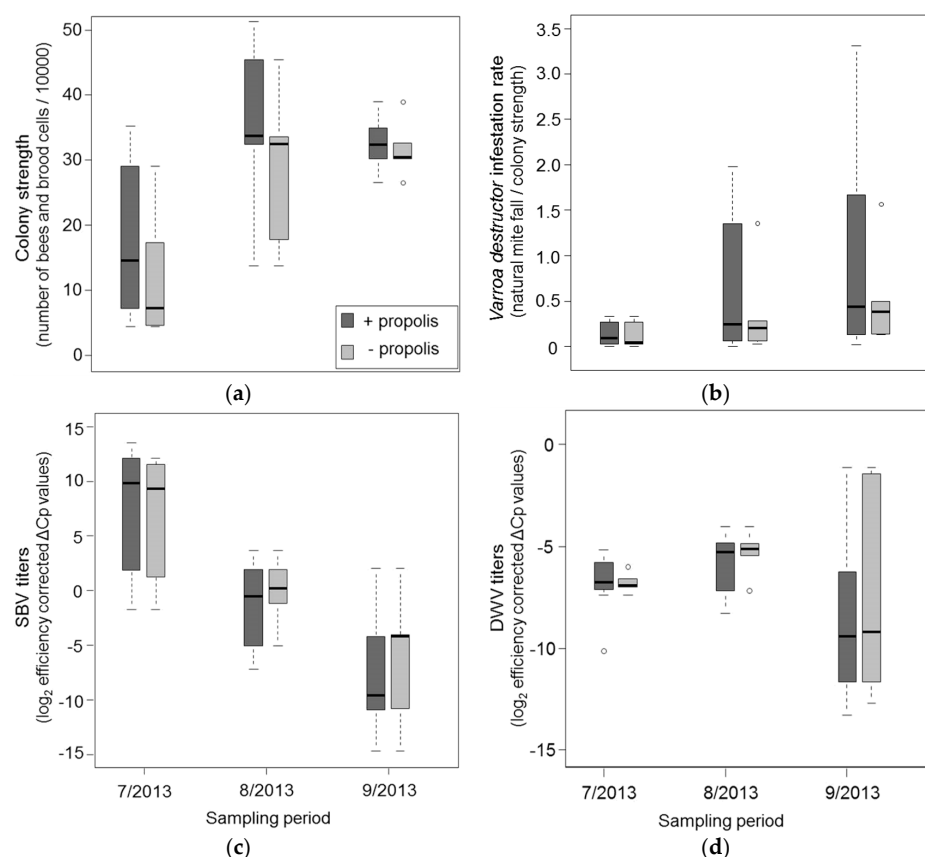 50
40
30
20
10
0
Colony strength
(number of bees and brood cells / 10000)
+ propolis
- propolis
(a)
3.5
3.0
2.5
2.0
1.5
1.0
0.5
0
Varroa destructor infestation rate
(natural mite fall / colony strength)
(b)
15
10
5
0
-5
-10
-15
SBV titers
(log2 efficiency corrected ΔCp values)
7/2013
8/2013
9/2013
Sampling period
(c)
0
-5
-10
-15
DWV titers
(log2 efficiency corrected ΔCp values)
7/2013
8/2013
9/2013
Sampling period
(d)